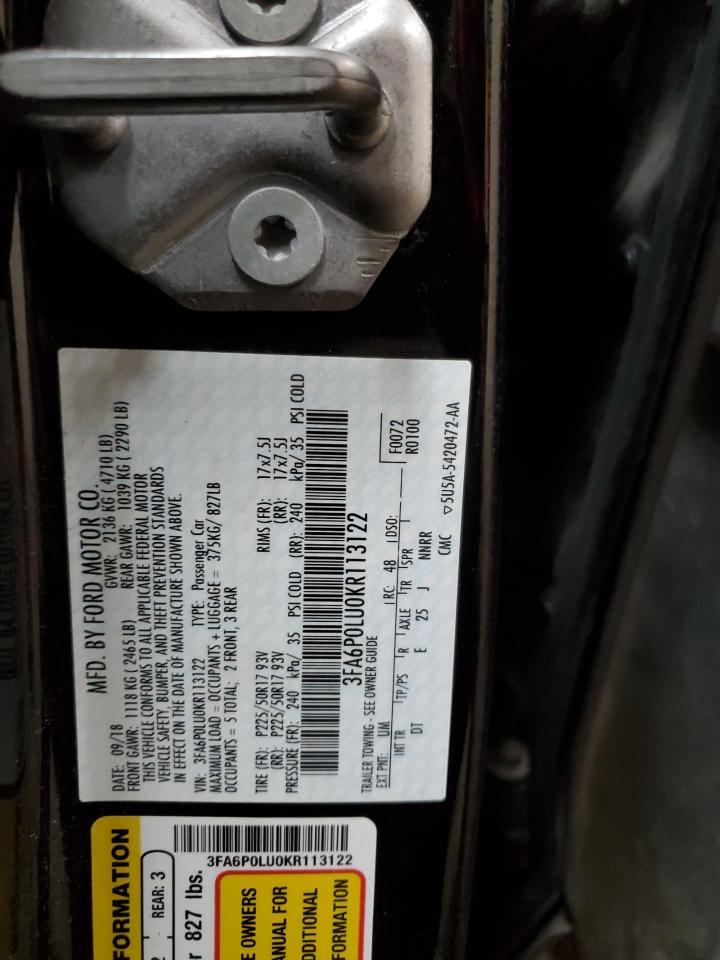 MFD. BY FORD MOTOR CO.
DATE: 09/18 GVWR: 2136 KG ( 4710 LB)
FRONT GAWR: 1118 KG ( 2465 LB) REAR GAWR: 1039 KG ( 2290 LB)
THIS VEHICLE CONFORMS TO ALL APPLICABLE FEDERAL MOTOR
VEHICLE SAFETY, BUMPER, AND THEFT PREVENTION STANDARDS
IN EFFECT ON THE DATE OF MANUFACTURE SHOWN ABOVE.
VIN: 3FA6P0LU0KR113122 TYPE: Passenger Car
MAXIMUM LOAD = OCCUPANTS + LUGGAGE = 375KG/ 827LB
OCCUPANTS = 5 TOTAL; 2 FRONT, 3 REAR
TIRE (FR): P225/50R17 93V RIMS (FR): 17x7.5J
(RR): P225/50R17 93V (RR): 17x7.5J
PRESSURE (FR): 240 kPa/ 35 PSI COLD (RR): 240 kPa/ 35 PSI COLD
3FA6P0LU0KR113122
TRAILER TOWING - SEE OWNER GUIDE
EXT PNT: UM RC: 48 DSO: F0072
R0100
INT TR TP/PS R AXLE TR SPR
DT E 25 J NNRR
CMC ▽5U5A-5420472-AA
FORMATION
3FA6P0LU0KR113122
2 REAR: 3
r 827 lbs.
E OWNERS
ANUAL FOR
DDITIONAL
FORMATION